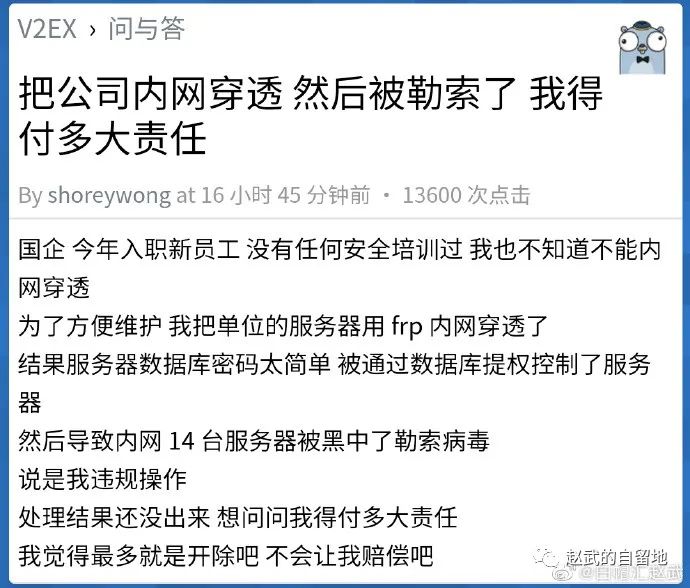 V2EX › 问与答
把公司内网穿透 然后被勒索了 我得
付多大责任
By shoreywong at 16 小时 45 分钟前 · 13600 次点击
国企 今年入职新员工 没有任何安全培训过 我也不知道不能内
网穿透
为了方便维护 我把单位的服务器用 frp 内网穿透了
结果服务器数据库密码太简单 被通过数据库提权控制了服务
器
然后导致内网 14 台服务器被黑中了勒索病毒
说是我违规操作
处理结果还没出来 想问问我得付多大责任
我觉得最多就是开除吧 不会让我赔偿吧
赵武的自留地
@白帽汇赵武